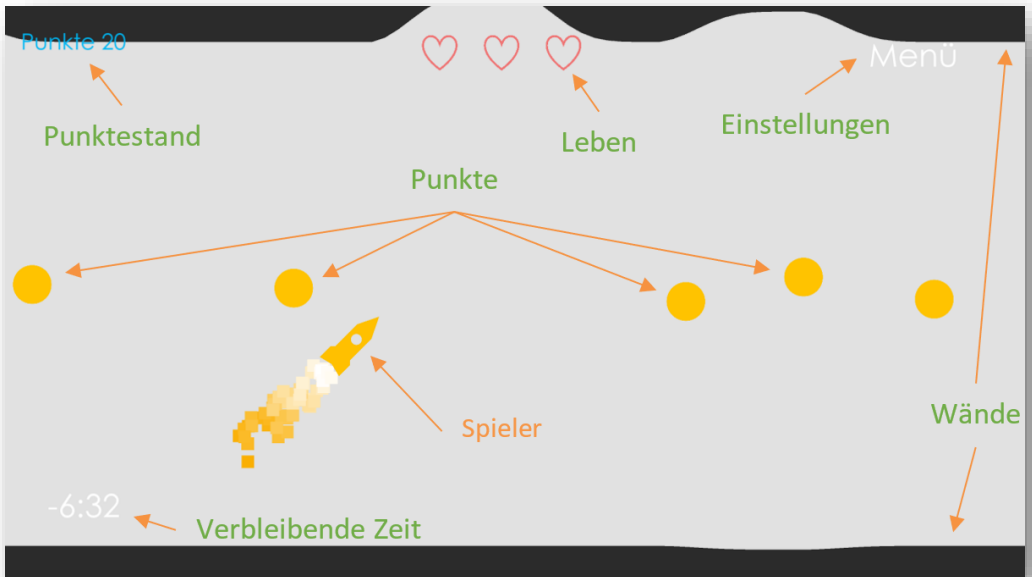 Punkte 20
Menü
Punktestand
Leben
Einstellungen
Punkte
Spieler
Wände
-6:32
Verbleibende Zeit